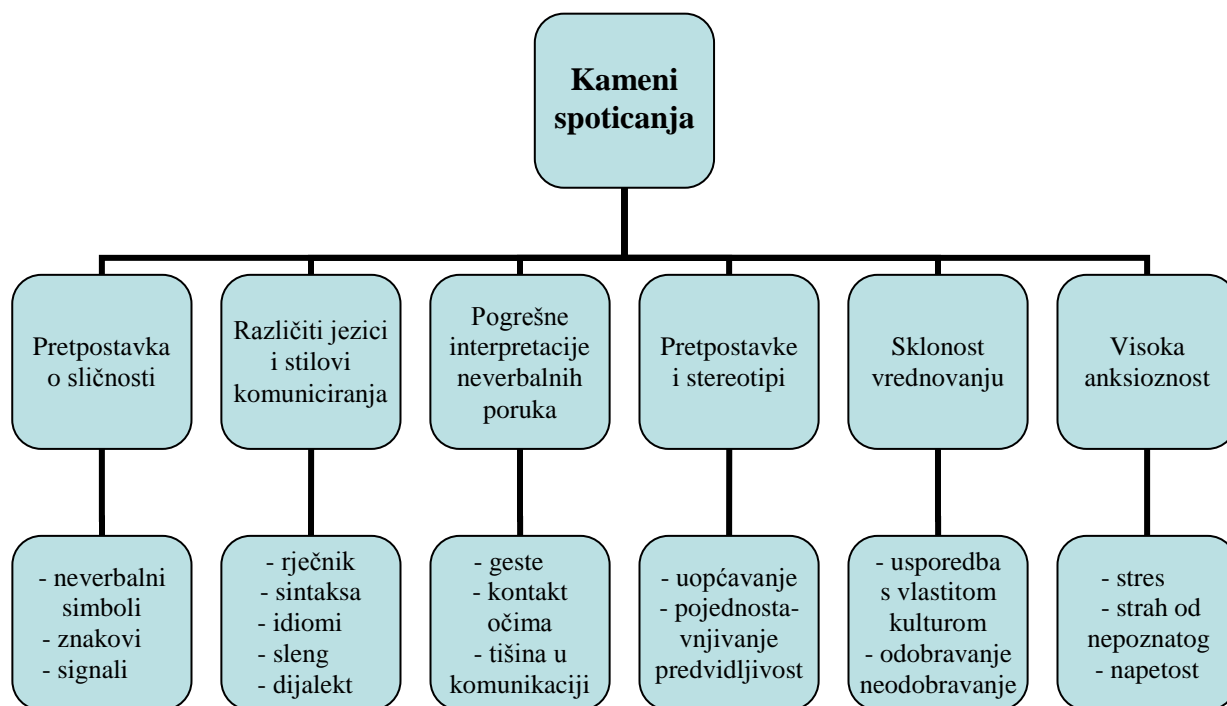 Kameni
spoticanja
Pretpostavka
o sličnosti
Različiti jezici
i stilovi
komuniciranja
Pogrešne
interpretacije
neverbalnih
poruka
Pretpostavke
i stereotipi
Sklonost
vrednovanju
Visoka
anksioznost
- neverbalni
simboli
- znakovi
- signali
- rječnik
- sintaksa
- idiomi
- sleng
- dijalekt
- geste
- kontakt
očima
- tišina u
komunikaciji
- uopćavanje
- pojednosta-
vnjivanje
predvidljivost
- usporedba
s vlastitom
kulturom
- odobravanje
neodobravanje
- stres
- strah od
nepoznatog
- napetost